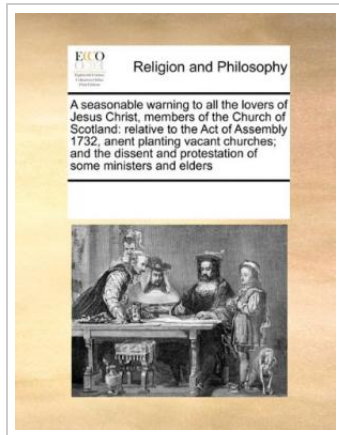 ECCO
Religion and Philosophy
A seasonable warning to all the lovers of
Jesus Christ, members of the Church of
Scotland: relative to the Act of Assembly
1732, anent planting vacant churches;
and the dissent and protestation of
some ministers and elders